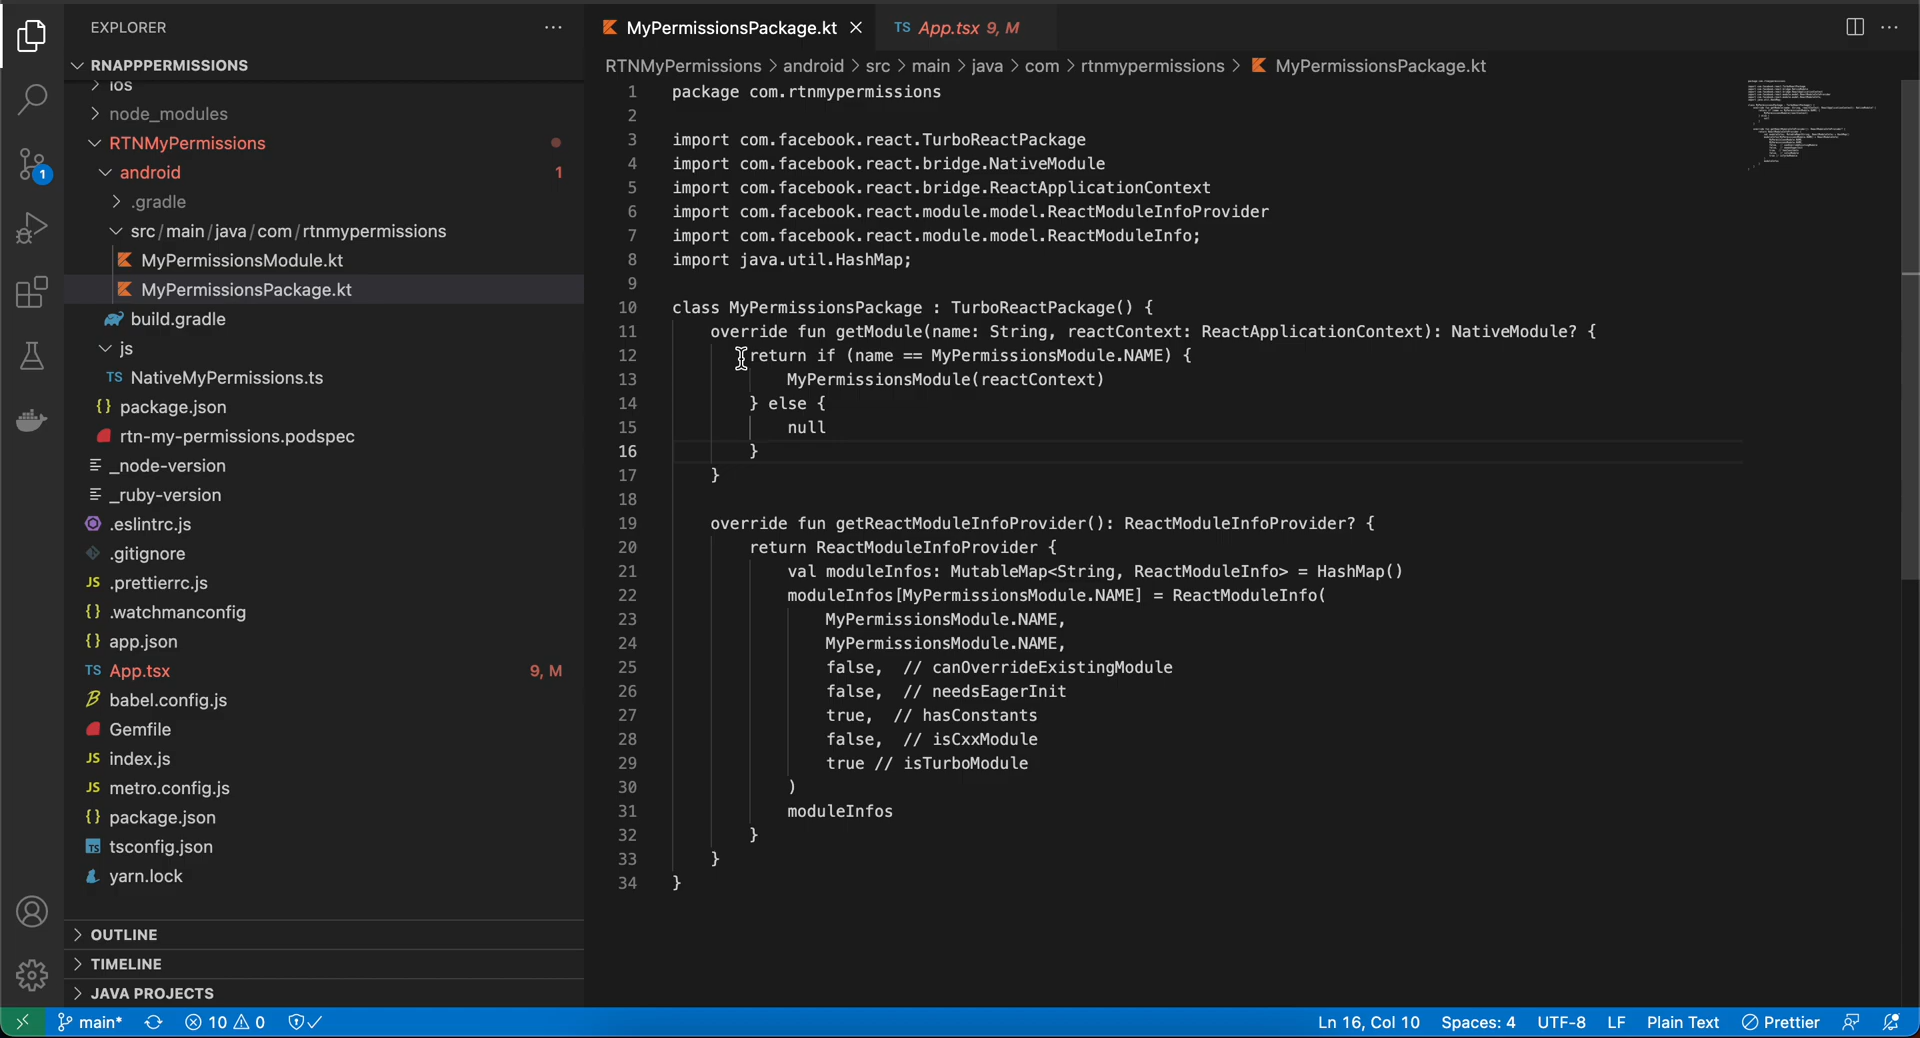 EXPLORER
RNAPPPERMISSIONS
ios
node_modules
RTNMyPermissions
android 1
.gradle
src/main/java/com/rtnmypermissions
MyPermissionsModule.kt
MyPermissionsPackage.kt
build.gradle
js
TS NativeMyPermissions.ts
{} package.json
rtn-my-permissions.podspec
_node-version
_ruby-version
.eslintrc.js
.gitignore
JS .prettierrc.js
{} .watchmanconfig
{} app.json
TS App.tsx 9, M
babel.config.js
Gemfile
JS index.js
JS metro.config.js
{} package.json
TS tsconfig.json
yarn.lock
OUTLINE
TIMELINE
JAVA PROJECTS
1
MyPermissionsPackage.kt
TS App.tsx 9, M
RTNMyPermissions > android > src > main > java > com > rtnmypermissions > MyPermissionsPackage.kt
1 package com.rtnmypermissions
2
3 import com.facebook.react.TurboReactPackage
4 import com.facebook.react.bridge.NativeModule
5 import com.facebook.react.bridge.ReactApplicationContext
6 import com.facebook.react.module.model.ReactModuleInfoProvider
7 import com.facebook.react.module.model.ReactModuleInfo;
8 import java.util.HashMap;
9
10 class MyPermissionsPackage : TurboReactPackage() {
11 override fun getModule(name: String, reactContext: ReactApplicationContext): NativeModule? {
12 return if (name == MyPermissionsModule.NAME) {
13 MyPermissionsModule(reactContext)
14 } else {
15 null
16 }
17 }
18
19 override fun getReactModuleInfoProvider(): ReactModuleInfoProvider? {
20 return ReactModuleInfoProvider {
21 val moduleInfos: MutableMap<String, ReactModuleInfo> = HashMap()
22 moduleInfos[MyPermissionsModule.NAME] = ReactModuleInfo(
23 MyPermissionsModule.NAME,
24 MyPermissionsModule.NAME,
25 false, // canOverrideExistingModule
26 false, // needsEagerInit
27 true, // hasConstants
28 false, // isCxxModule
29 true // isTurboModule
30 )
31 moduleInfos
32 }
33 }
34 }
main* 10 0 Ln 16, Col 10 Spaces: 4 UTF-8 LF Plain Text Prettier